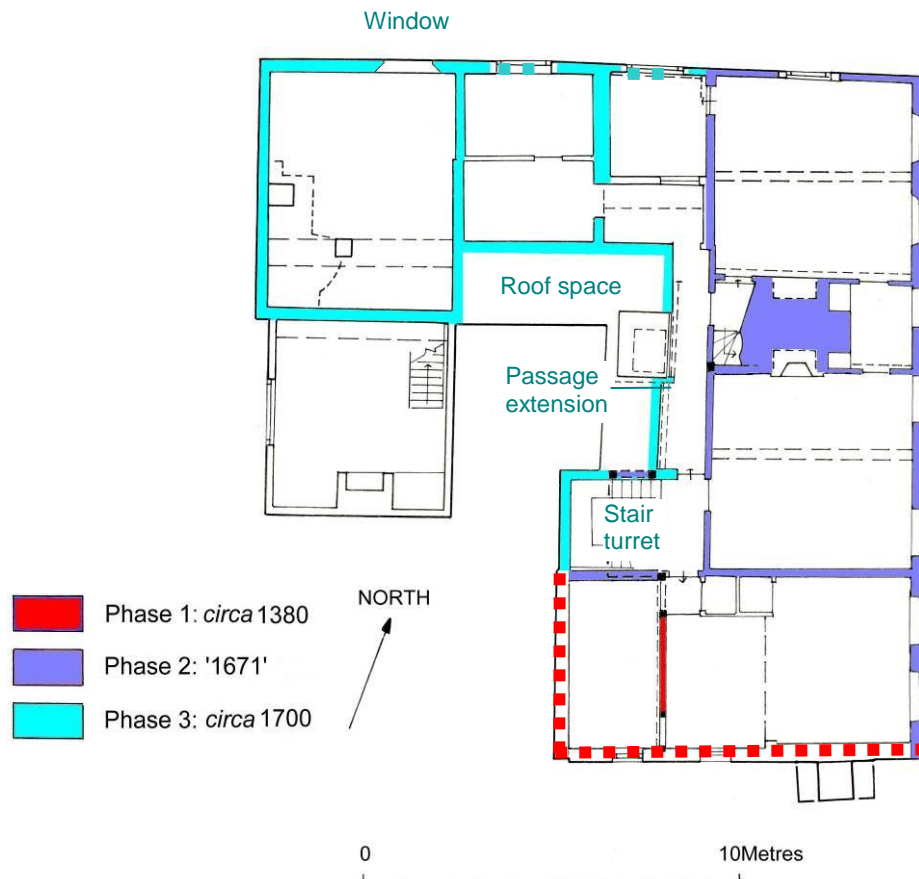 Window
Roof space
Passage
extension
Stair
turret
NORTH
Phase 1: circa 1380
Phase 2: '1671'
Phase 3: circa 1700
0
10Metres